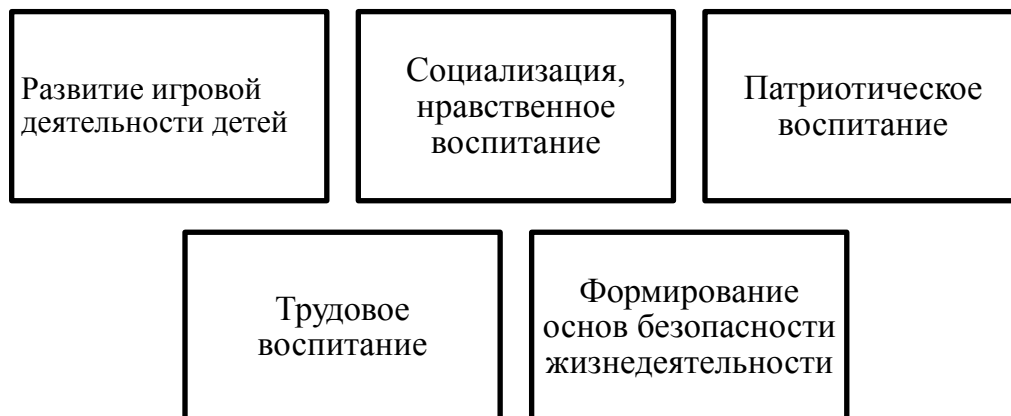 Развитие игровой
деятельности детей
Социализация,
нравственное
воспитание
Патриотическое
воспитание
Трудовое
воспитание
Формирование
основ безопасности
жизнедеятельности